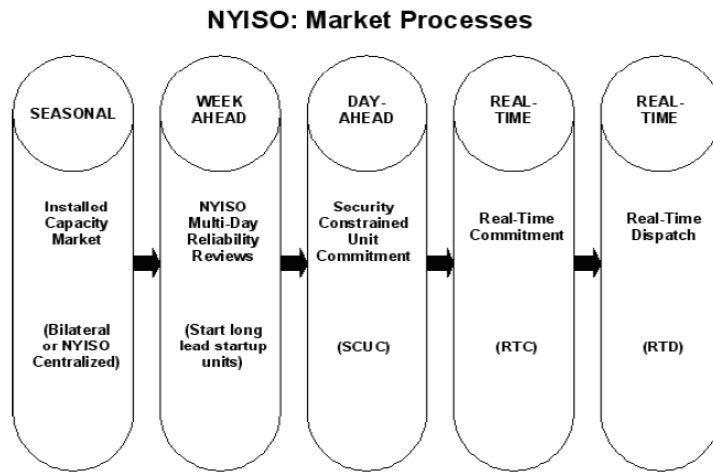 NYISO: Market Processes
SEASONAL
Installed
Capacity
Market
(Bilateral
or NYISO
Centralized)
WEEK
AHEAD
NYISO
Multi-Day
Reliability
Reviews
(Start long
lead startup
units)
DAY-
AHEAD
Security
Constrained
Unit
Commitment
(SCUC)
REAL-
TIME
Real-Time
Commitment
(RTC)
REAL-
TIME
Real-Time
Dispatch
(RTD)